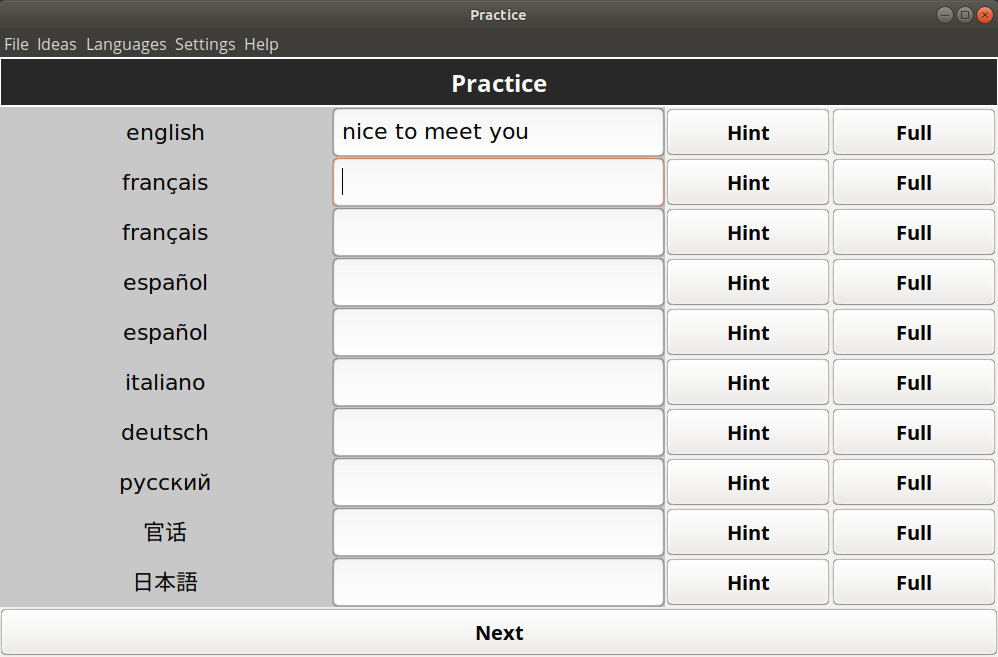 Practice
File Ideas Languages Settings Help
Practice
english nice to meet you Hint Full
français Hint Full
français Hint Full
español Hint Full
español Hint Full
italiano Hint Full
deutsch Hint Full
русский Hint Full
官话 Hint Full
日本語 Hint Full
Next